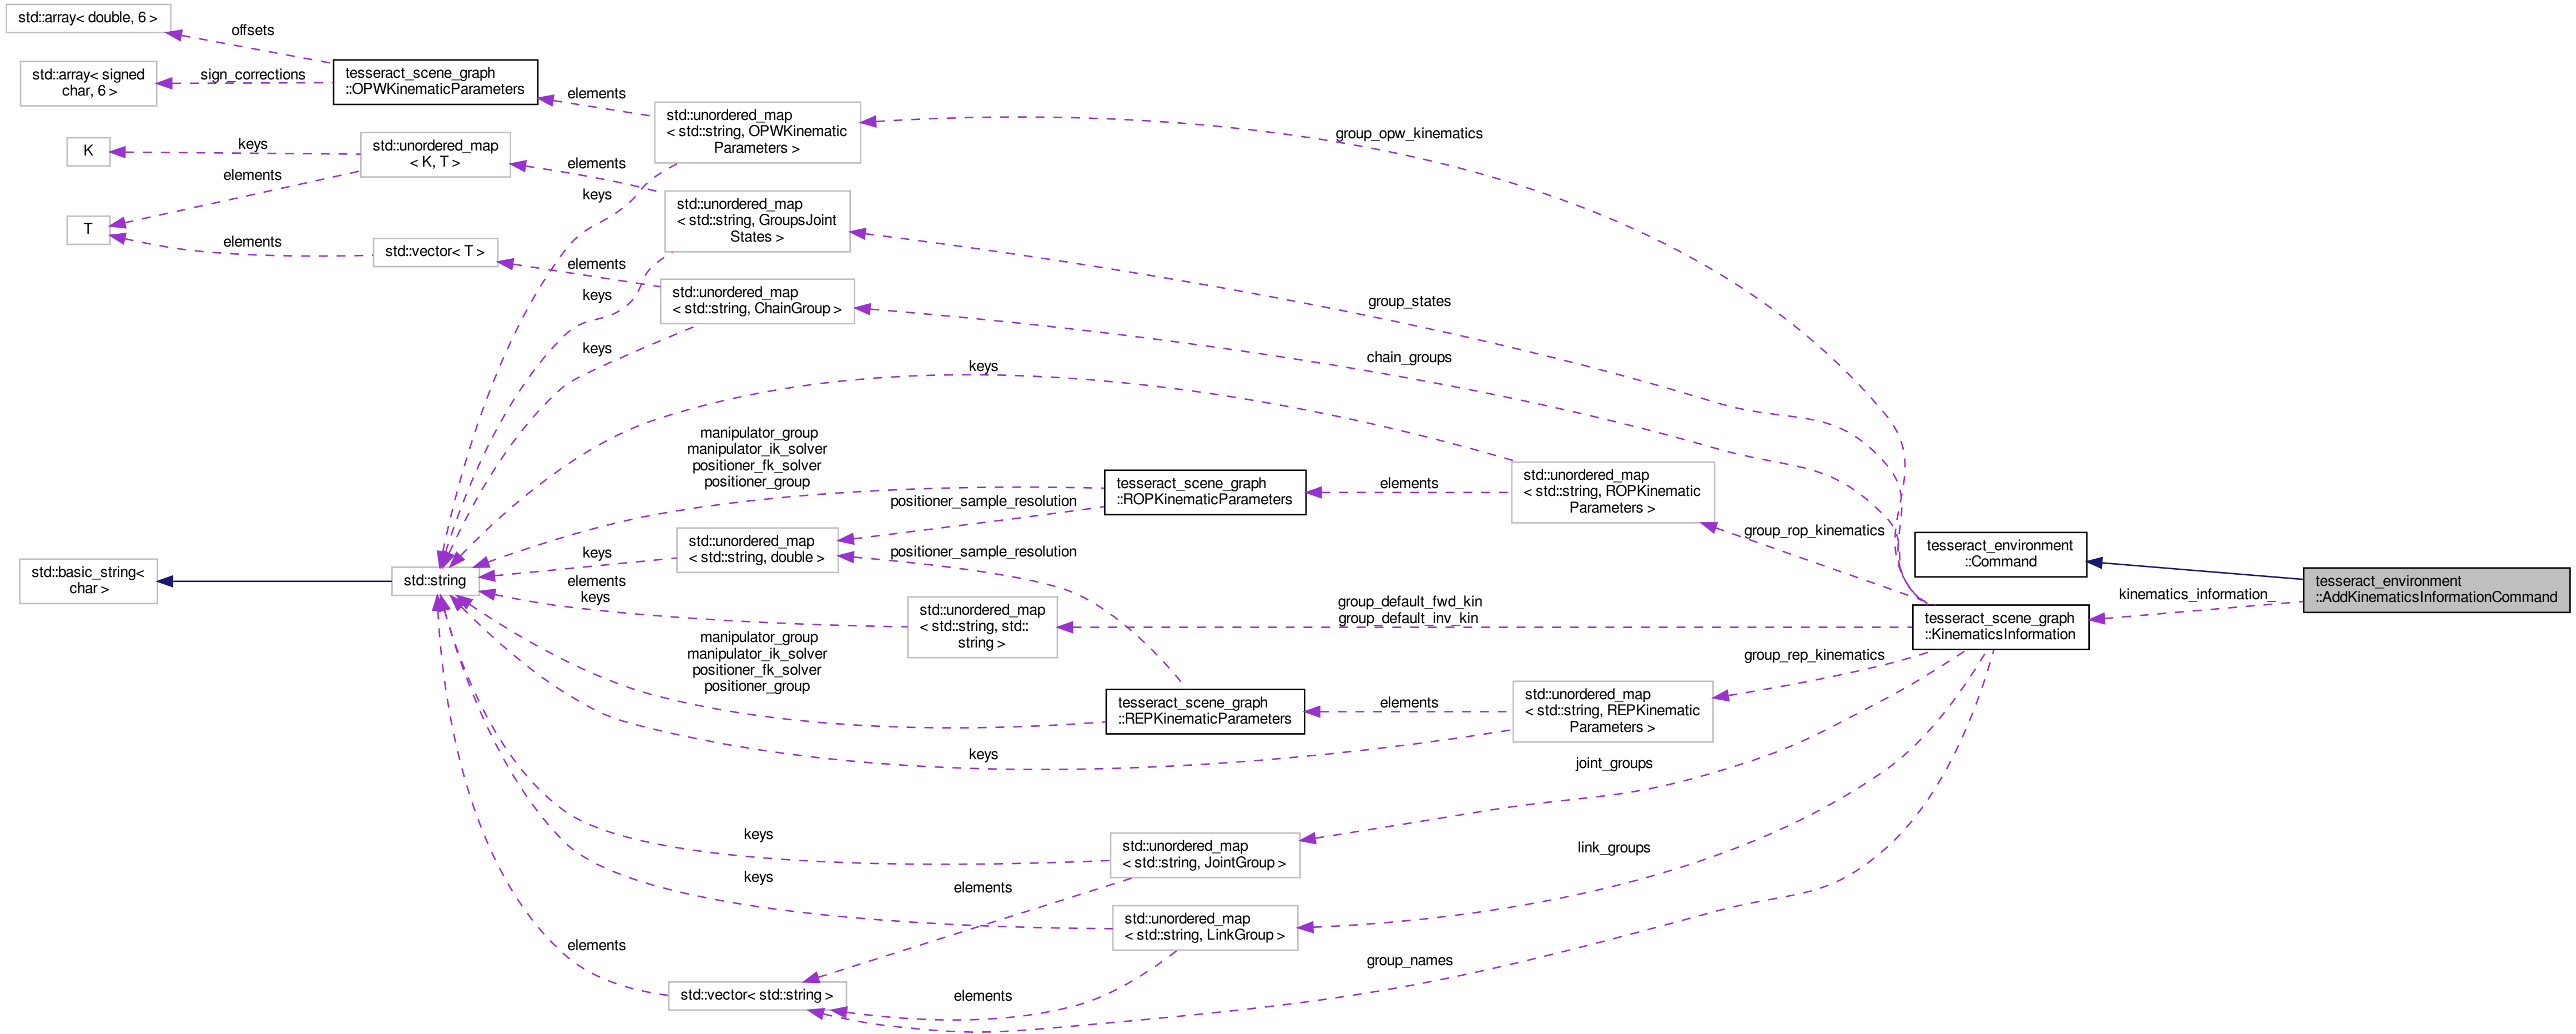 std::array< double, 6 >
offsets
std::array< signed
char, 6 >
sign_corrections
tesseract_scene_graph
::OPWKinematicParameters
elements
std::unordered_map
< std::string, OPWKinematic
Parameters >
group_opw_kinematics
K
keys
std::unordered_map
< K, T >
elements
elements
keys
T
elements
std::vector< T >
std::unordered_map
< std::string, GroupsJoint
States >
group_states
elements
keys
std::unordered_map
< std::string, ChainGroup >
chain_groups
keys
keys
manipulator_group
manipulator_ik_solver
positioner_fk_solver
positioner_group
positioner_sample_resolution
tesseract_scene_graph
::ROPKinematicParameters
elements
std::unordered_map
< std::string, ROPKinematic
Parameters >
group_rop_kinematics
std::basic_string<
char >
std::string
keys
std::unordered_map
< std::string, double >
positioner_sample_resolution
tesseract_environment
::Command
tesseract_environment
::AddKinematicsInformationCommand
kinematics_information_
elements
keys
std::unordered_map
< std::string, std::
string >
group_default_fwd_kin
group_default_inv_kin
tesseract_scene_graph
::KinematicsInformation
manipulator_group
manipulator_ik_solver
positioner_fk_solver
positioner_group
tesseract_scene_graph
::REPKinematicParameters
elements
std::unordered_map
< std::string, REPKinematic
Parameters >
group_rep_kinematics
keys
joint_groups
keys
std::unordered_map
< std::string, JointGroup >
link_groups
keys
elements
std::unordered_map
< std::string, LinkGroup >
elements
group_names
std::vector< std::string >
elements